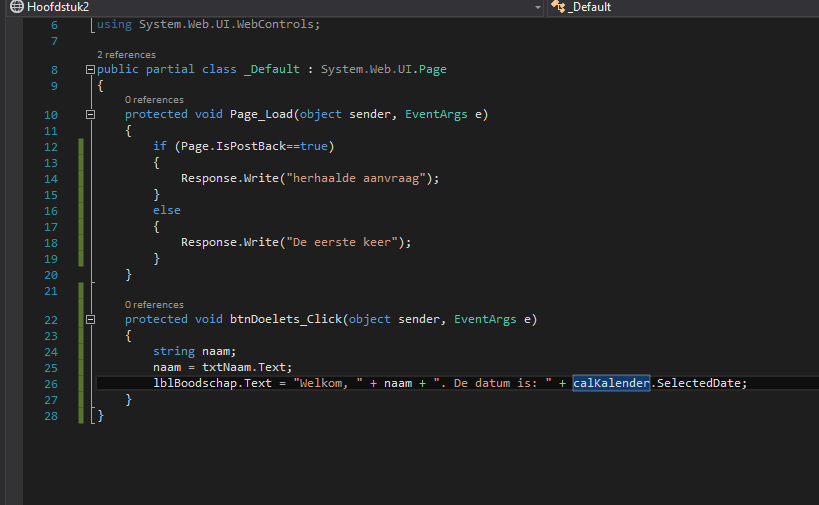 Hoofdstuk2 _Default
6 using System.Web.UI.WebControls;
7
2 references
8 public partial class _Default : System.Web.UI.Page
9 {
0 references
10 protected void Page_Load(object sender, EventArgs e)
11 {
12 if (Page.IsPostBack==true)
13 {
14 Response.Write("herhaalde aanvraag");
15 }
16 else
17 {
18 Response.Write("De eerste keer");
19 }
20 }
21
0 references
22 protected void btnDoelets_Click(object sender, EventArgs e)
23 {
24 string naam;
25 naam = txtNaam.Text;
26 lblBoodschap.Text = "Welkom, " + naam + ". De datum is: " + calKalender.SelectedDate;
27 }
28 }